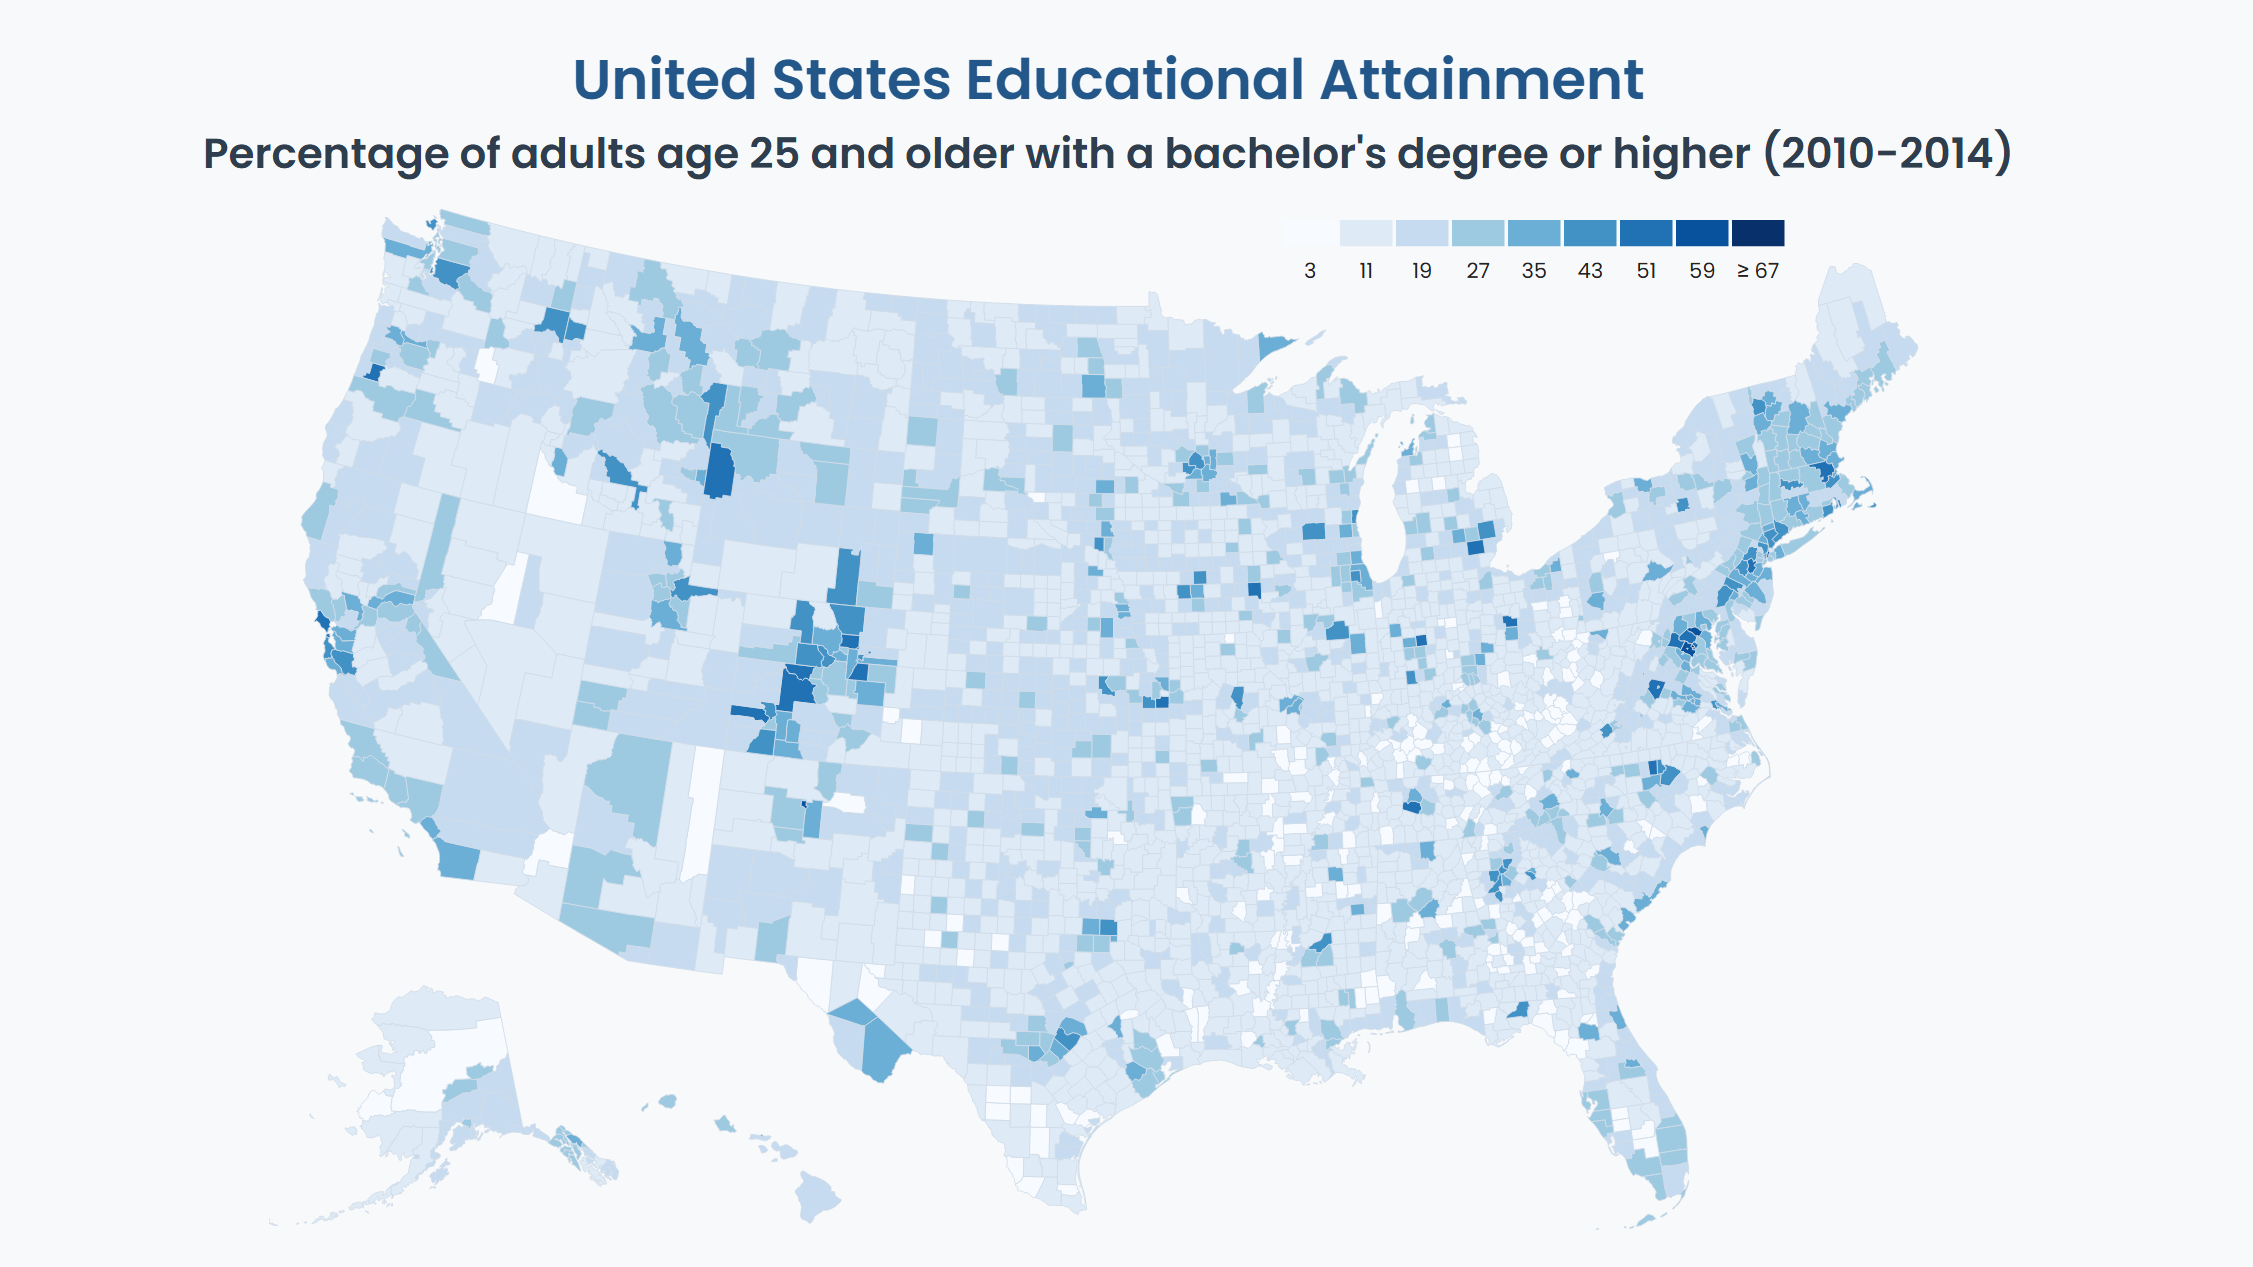 United States Educational Attainment
Percentage of adults age 25 and older with a bachelor's degree or higher (2010-2014)
3 11 19 27 35 43 51 59 ≥ 67